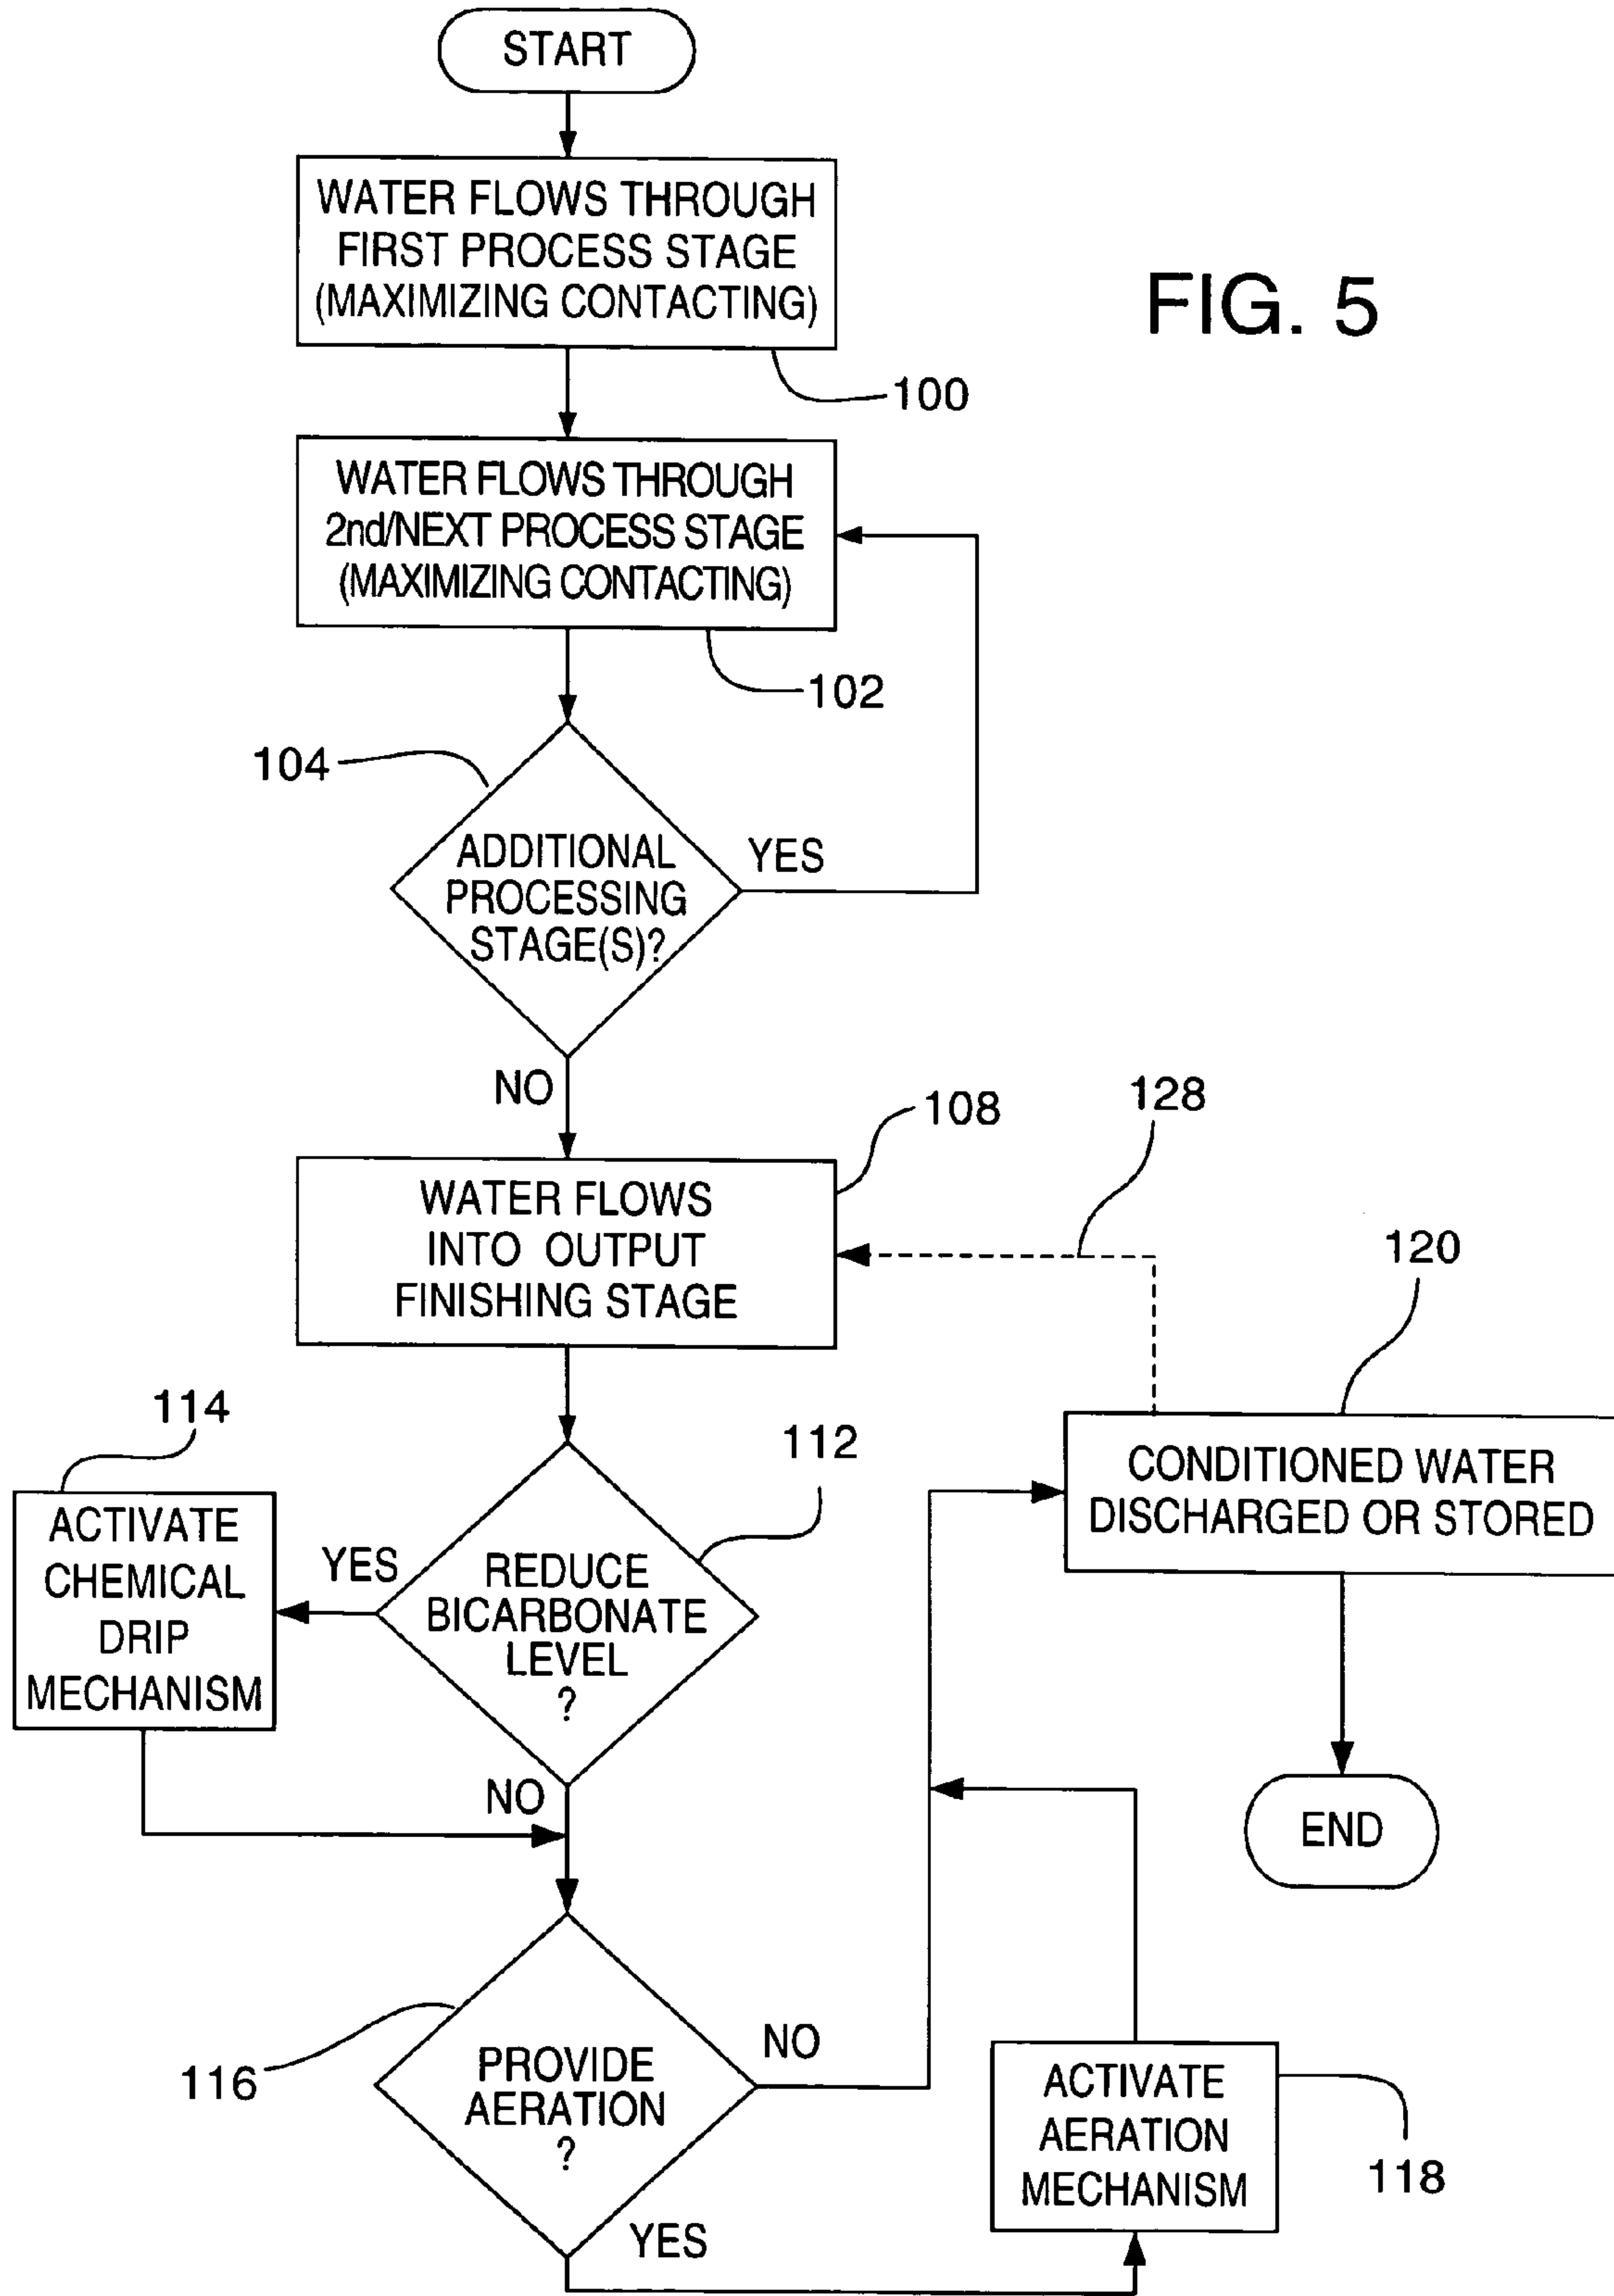 START
WATER FLOWS THROUGH
FIRST PROCESS STAGE
(MAXIMIZING CONTACTING)
FIG. 5
100
WATER FLOWS THROUGH
2nd/NEXT PROCESS STAGE
(MAXIMIZING CONTACTING)
102
104
ADDITIONAL
PROCESSING
STAGE(S)?
YES
NO
108
128
WATER FLOWS
INTO OUTPUT
FINISHING STAGE
120
114
112
CONDITIONED WATER
DISCHARGED OR STORED
ACTIVATE
CHEMICAL
DRIP
MECHANISM
YES
REDUCE
BICARBONATE
LEVEL
?
NO
END
116
PROVIDE
AERATION
?
NO
ACTIVATE
AERATION
MECHANISM
118
YES